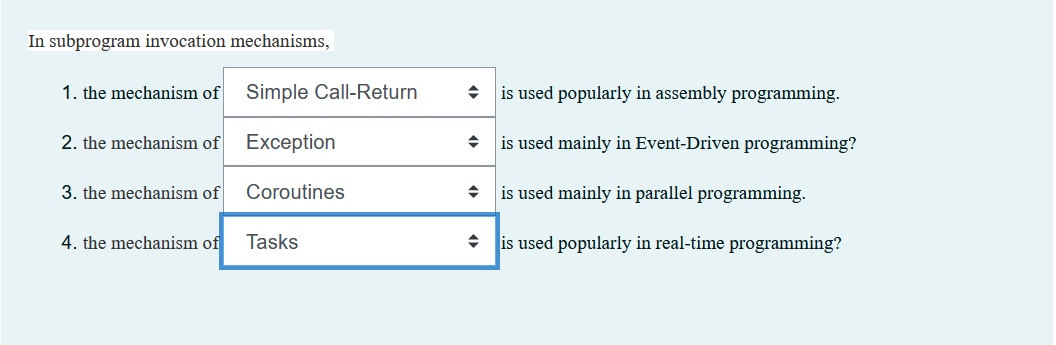 In subprogram invocation mechanisms,
1. the mechanism of Simple Call-Return is used popularly in assembly programming.
2. the mechanism of Exception is used mainly in Event-Driven programming?
3. the mechanism of Coroutines is used mainly in parallel programming.
4. the mechanism of Tasks is used popularly in real-time programming?